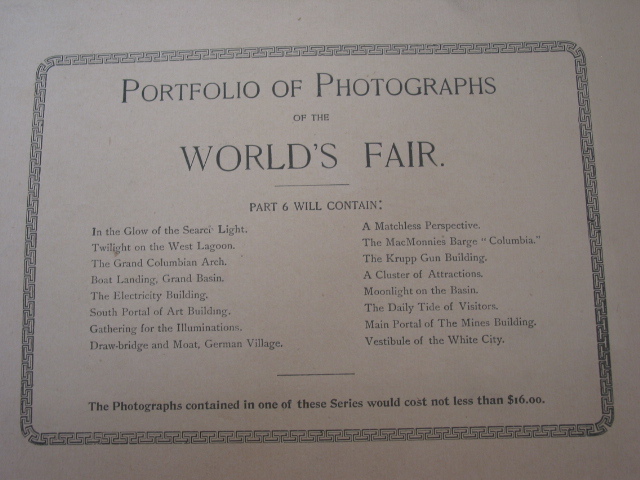 PORTFOLIO OF PHOTOGRAPHS
OF THE
WORLD'S FAIR.
PART 6 WILL CONTAIN:
In the Glow of the Search Light.
Twilight on the West Lagoon.
The Grand Columbian Arch.
Boat Landing, Grand Basin.
The Electricity Building.
South Portal of Art Building.
Gathering for the Illuminations.
Draw-bridge and Moat, German Village.
A Matchless Perspective.
The MacMonnies Barge "Columbia."
The Krupp Gun Building.
A Cluster of Attractions.
Moonlight on the Basin.
The Daily Tide of Visitors.
Main Portal of The Mines Building.
Vestibule of the White City.
The Photographs contained in one of these Series would cost not less than $16.00.